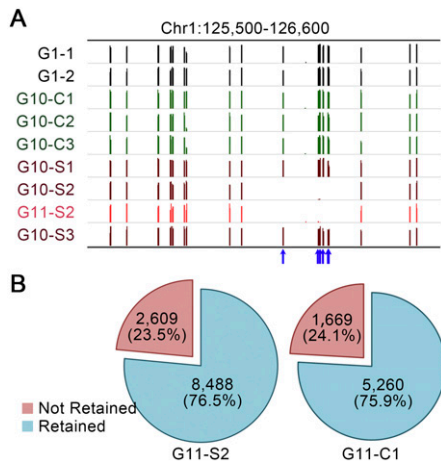 A
Chr1:125,500-126,600
G1-1
G1-2
G10-C1
G10-C2
G10-C3
G10-S1
G10-S2
G11-S2
G10-S3
B
2,609
(23.5%)
8,488
(76.5%)
1,669
(24.1%)
5,260
(75.9%)
Not Retained
Retained
G11-S2
G11-C1